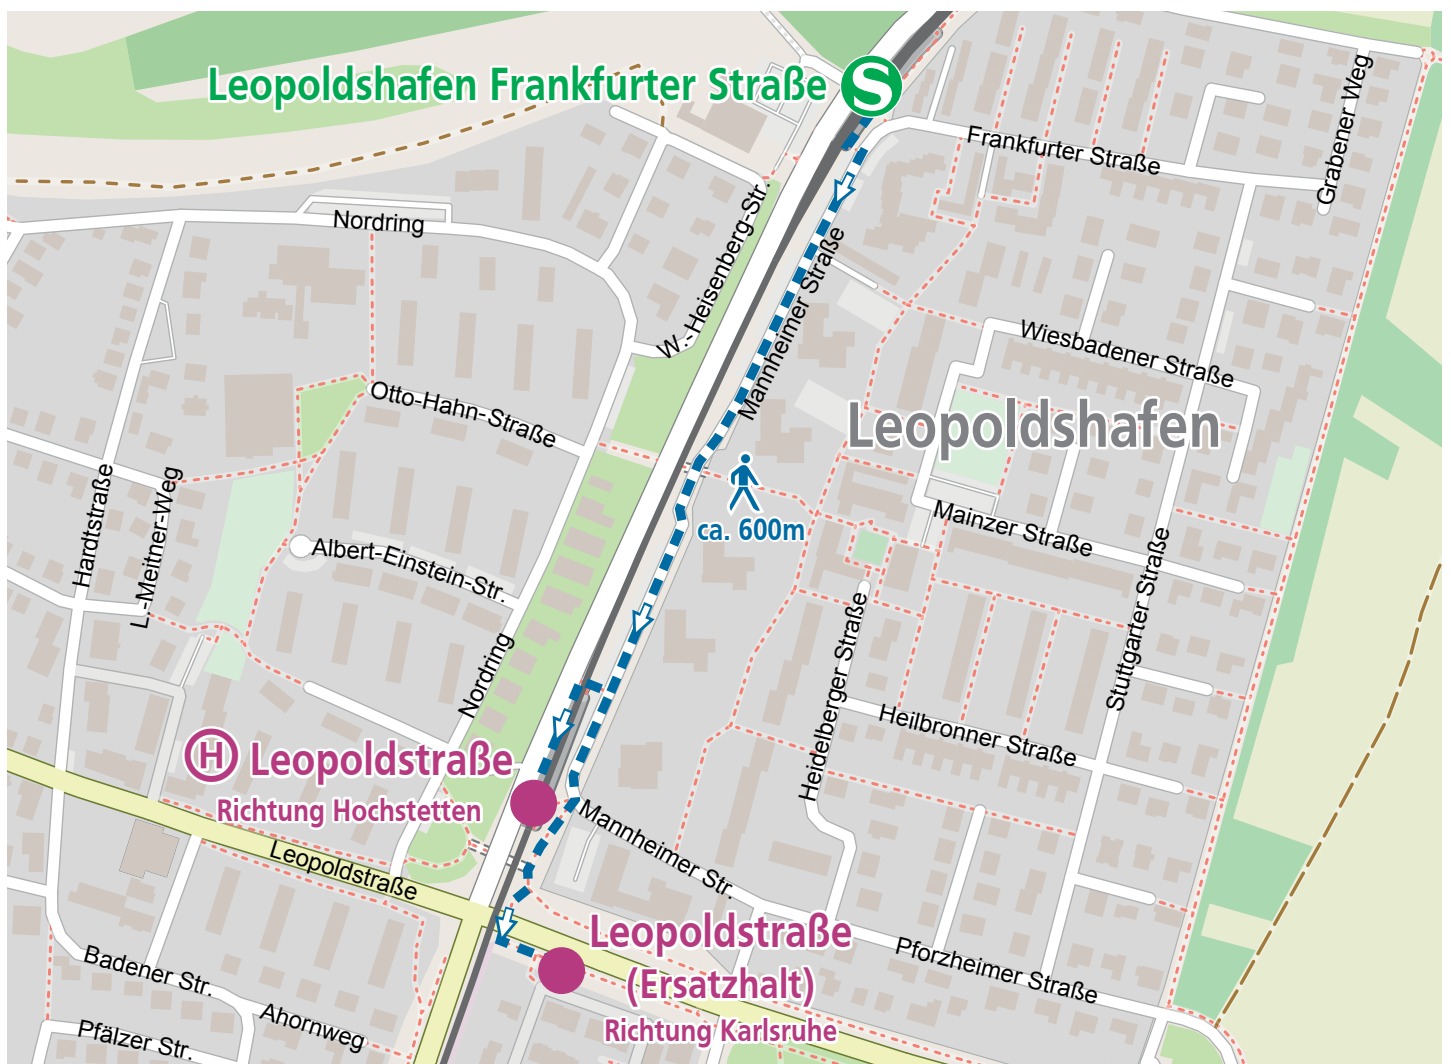 Leopoldshafen Frankfurter Straße
S
Grabener Weg
Frankfurter Straße
Nordring
W.-Heisenberg-Str.
Mannheimer Straße
Wiesbadener Straße
Otto-Hahn-Straße
Leopoldshafen
Hardtstraße
L.-Meitner-Weg
ca. 600m
Mainzer Straße
Albert-Einstein-Str.
Stuttgarter Straße
Heidelberger Straße
Nordring
Heilbronner Straße
H
Leopoldstraße
Richtung Hochstetten
Mannheimer Str.
Leopoldstraße
Leopoldstraße
(Ersatzhalt)
Richtung Karlsruhe
Pforzheimer Straße
Badener Str.
Ahornweg
Pfälzer Str.